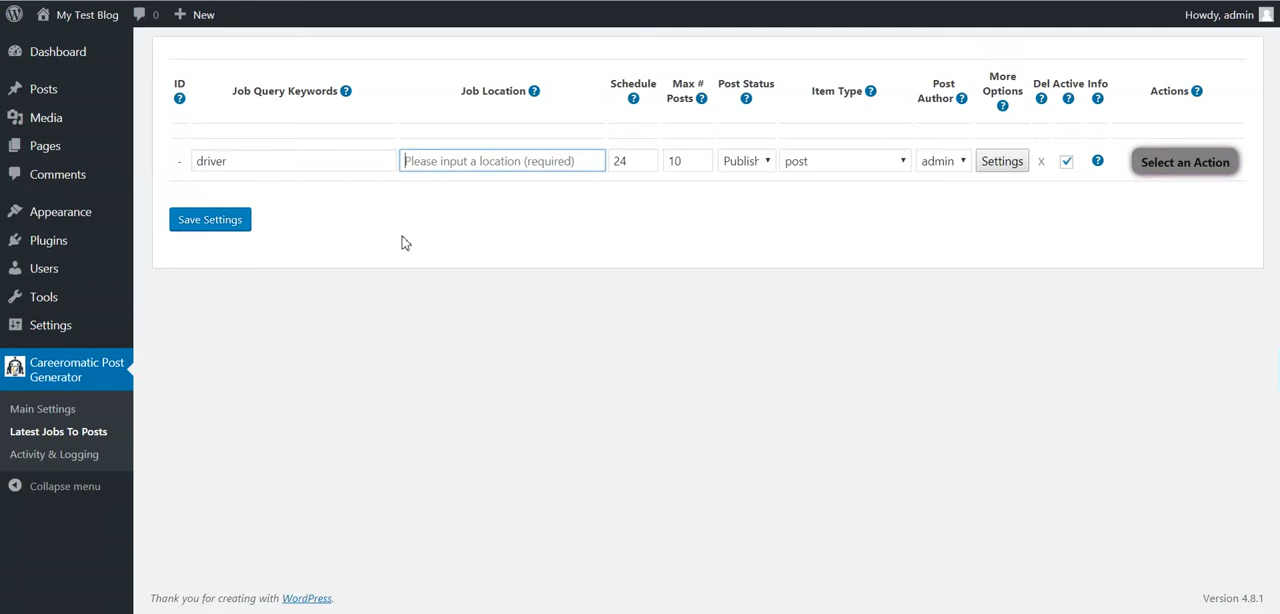 My Test Blog
0
New
Howdy, admin
Dashboard
Posts
Media
Pages
Comments
Appearance
Plugins
Users
Tools
Settings
Careeromatic Post
Generator
Main Settings
Latest Jobs To Posts
Activity & Logging
Collapse menu
ID
?
Job Query Keywords ?
Job Location ?
Schedule
?
Max #
Posts ?
Post Status
?
Item Type ?
Post
Author ?
More
Options
?
Del
?
Active
?
Info
?
Actions ?
-
driver
Please input a location (required)
24
10
Publish
post
admin
Settings
X
?
Select an Action
Save Settings
Thank you for creating with WordPress.
Version 4.8.1